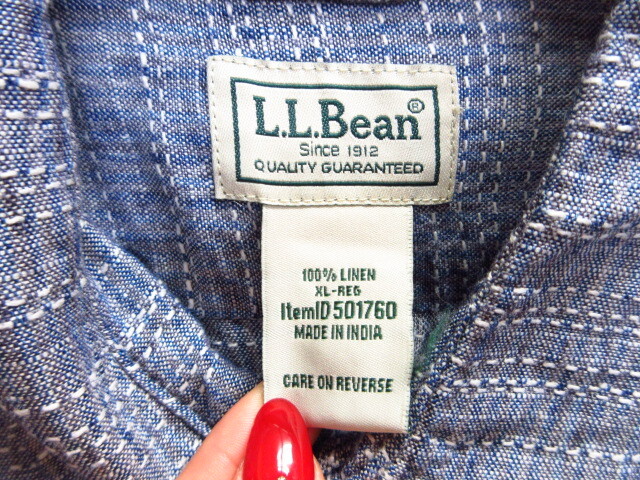 L.L.Bean®
Since 1912
QUALITY GUARANTEED
100% LINEN
XL-REG
ItemID 501760
MADE IN INDIA
CARE ON REVERSE